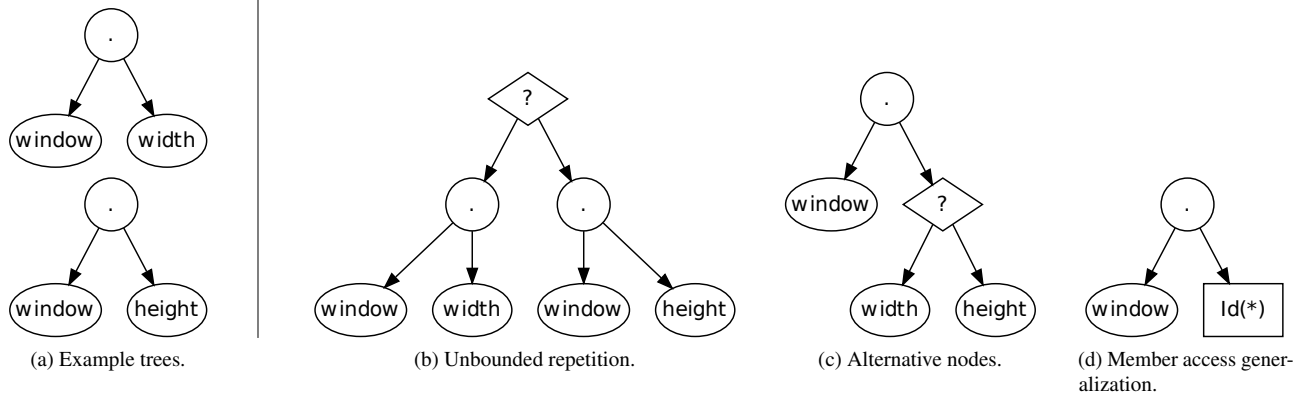 .
window width
.
window height
(a) Example trees.
?
. .
window width window height
(b) Unbounded repetition.
.
window ?
width height
(c) Alternative nodes.
.
window Id(*)
(d) Member access gener-
alization.